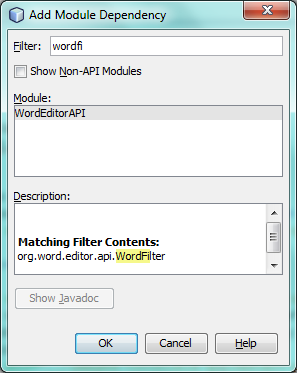 Add Module Dependency
Filter: wordfi
Show Non-API Modules
Module:
WordEditorAPI
Description:
Matching Filter Contents:
org.word.editor.api.WordFilter
Show Javadoc
OK Cancel Help